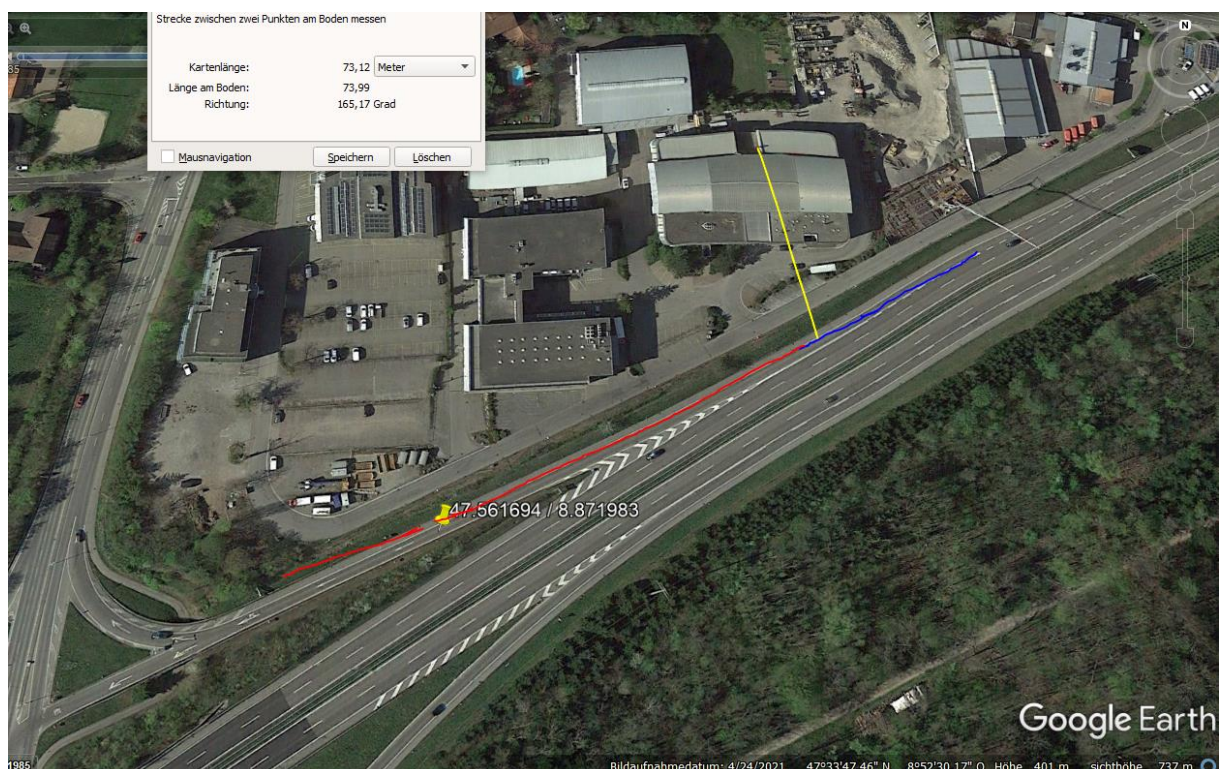 Strecke zwischen zwei Punkten am Boden messen
35
Kartenlänge: 73,12 Meter
Länge am Boden: 73,99
Richtung: 165,17 Grad
Mausnavigation Speichern Löschen
N
47.561694 / 8.871983
Google Earth
1985 Bildaufnahmedatum: 4/24/2021 47°33'47.46" N 8°52'30.17" O Höhe 401 m sichthöhe 737 m